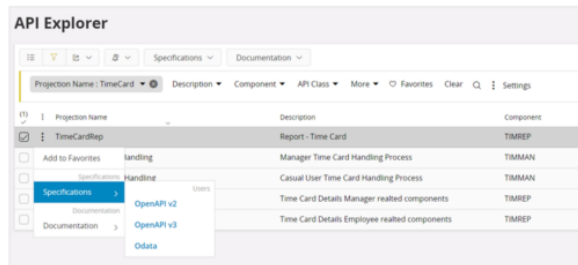 API Explorer
Specifications
Documentation
Projection Name : TimeCard
Description
Component
API Class
More
Favorites
Clear
Settings
(1)
Projection Name
Description
Component
TimeCardRep
Report - Time Card
TIMREP
Add to Favorites
andling
Manager Time Card Handling Process
TIMMAN
Specifications
Handling
Casual User Time Card Handling Process
TIMMAN
Specifications
Users
OpenAPI v2
Time Card Details Manager realted components
TIMREP
Documentation
Documentation
OpenAPI v3
Time Card Details Employee realted components
TIMREP
Odata